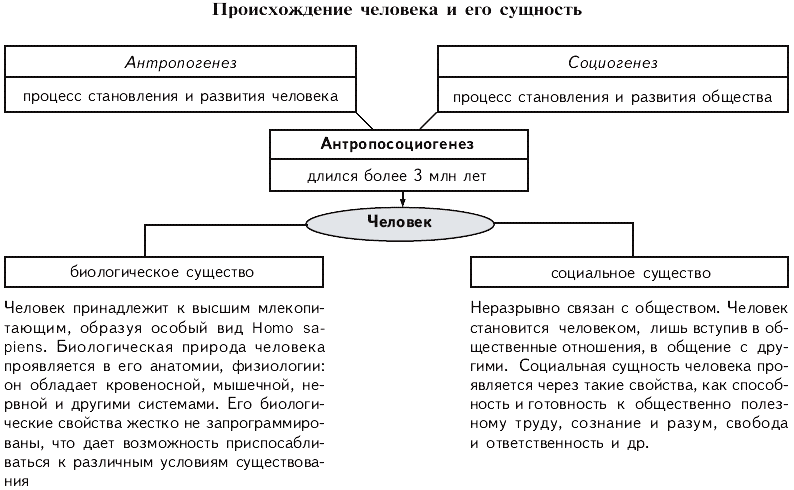 Происхождение человека и его сущность
Антропогенез
процесс становления и развития человека
Социогенез
процесс становления и развития общества
Антропосоциогенез
длился более 3 млн лет
Человек
биологическое существо
Человек принадлежит к высшим млекопи-
тающим, образуя особый вид Homo sa-
piens. Биологическая природа человека
проявляется в его анатомии, физиологии:
он обладает кровеносной, мышечной, не-
рвной и другими системами. Его биологи-
ческие свойства жестко не запрограммиро-
ваны, что дает возможность приспосабли-
ваться к различным условиям существова-
ния
социальное существо
Неразрывно связан с обществом. Человек
становится человеком, лишь вступив в об-
щественные отношения, в общение с дру-
гими. Социальная сущность человека про-
является через такие свойства, как способ-
ность и готовность к общественно полез-
ному труду, сознание и разум, свобода
и ответственность и др.